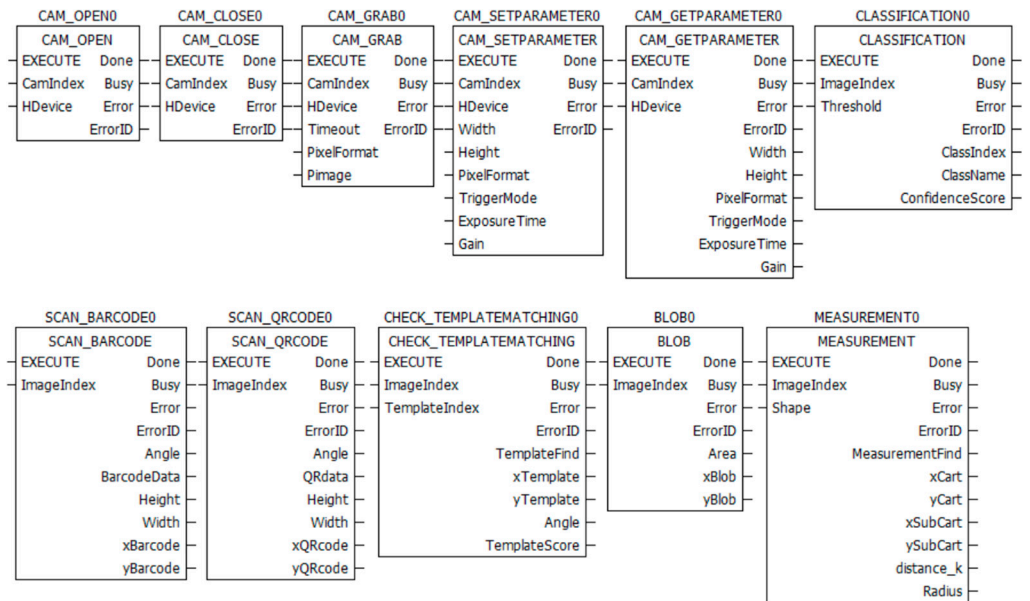 CAM_OPEN0 CAM_CLOSE0 CAM_GRAB0 CAM_SETPARAMETER0 CAM_GETPARAMETER0 CLASSIFICATION0
CAM_OPEN CAM_CLOSE CAM_GRAB CAM_SETPARAMETER CAM_GETPARAMETER CLASSIFICATION
EXECUTE Done EXECUTE Done EXECUTE Done EXECUTE Done EXECUTE Done EXECUTE Done
CamIndex Busy CamIndex Busy CamIndex Busy CamIndex Busy CamIndex Busy ImageIndex Busy
HDevice Error HDevice Error HDevice Error HDevice Error HDevice Error Threshold Error
ErrorID ErrorID Timeout ErrorID Width ErrorID ErrorID ErrorID
PixelFormat Height Width ClassIndex
Pimage PixelFormat Height ClassName
TriggerMode PixelFormat ConfidenceScore
ExposureTime TriggerMode
Gain ExposureTime
Gain
SCAN_BARCODE0 SCAN_QRCODE0 CHECK_TEMPLATEMATCHING0 BLOB0 MEASUREMENT0
SCAN_BARCODE SCAN_QRCODE CHECK_TEMPLATEMATCHING BLOB MEASUREMENT
EXECUTE Done EXECUTE Done EXECUTE Done EXECUTE Done EXECUTE Done
ImageIndex Busy ImageIndex Busy ImageIndex Busy ImageIndex Busy ImageIndex Busy
Error Error TemplateIndex Error Error Shape Error
ErrorID ErrorID ErrorID ErrorID ErrorID
Angle Angle TemplateFind Area MeasurementFind
BarcodeData QRdata xTemplate xBlob xCart
Height Height yTemplate yBlob yCart
Width Width Angle xSubCart
xBarcode xQRcode TemplateScore ySubCart
yBarcode yQRcode distance_k
Radius